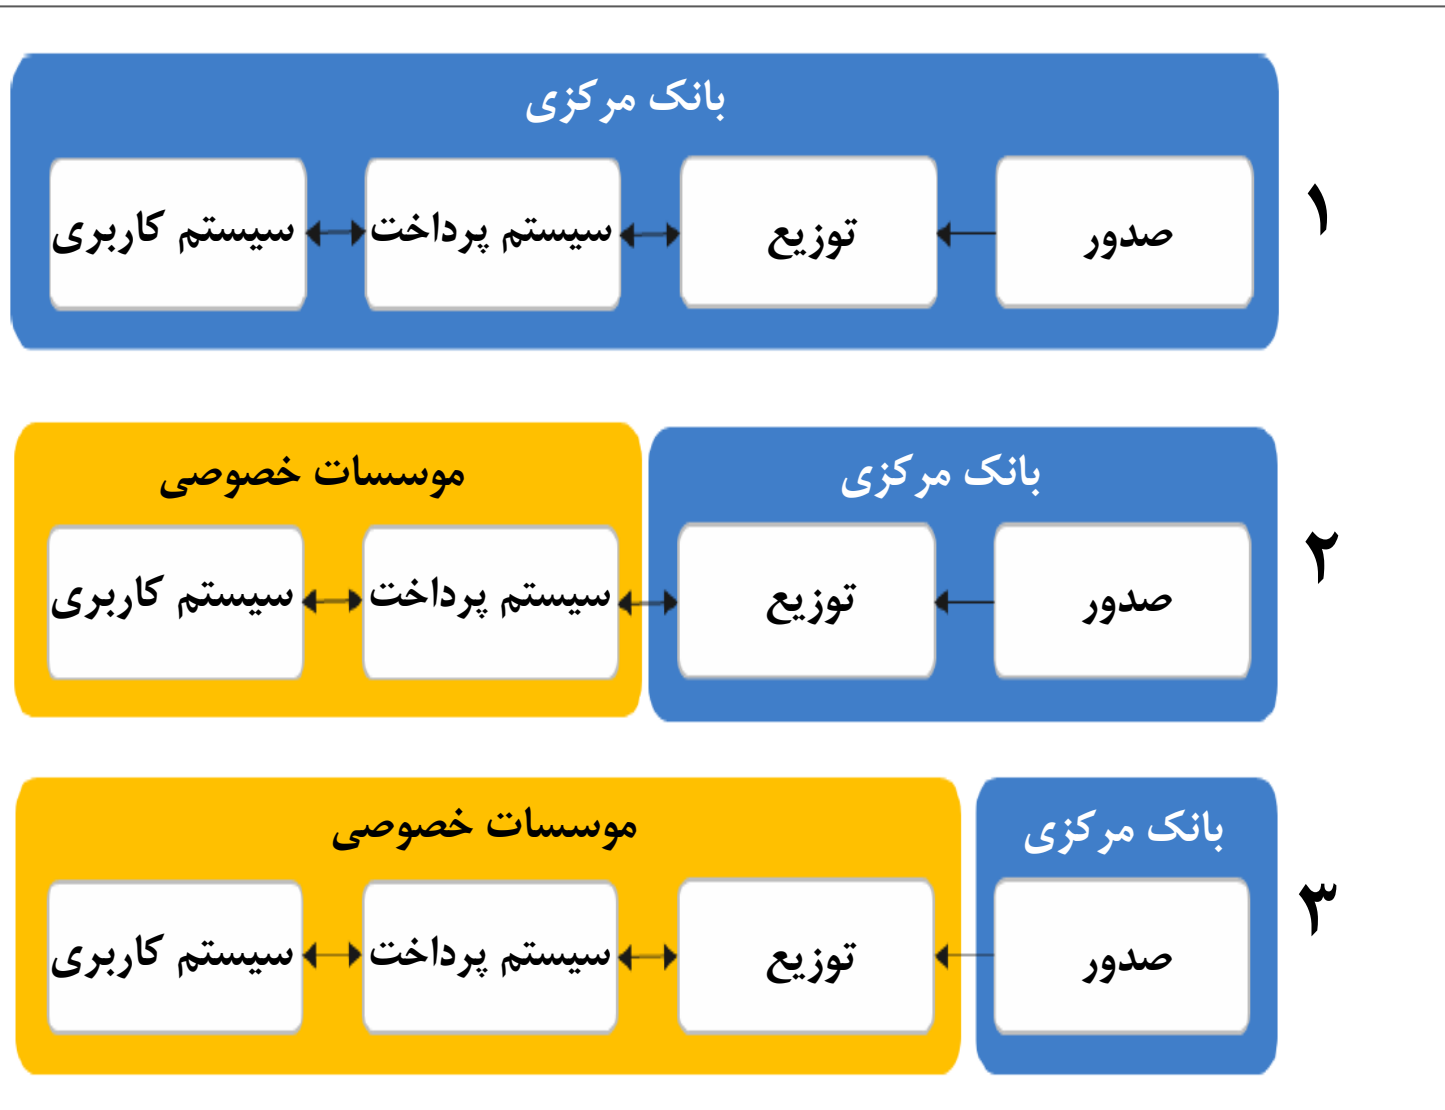 بانک مرکزی
۱
صدور
توزیع
سیستم پرداخت
سیستم کاربری
بانک مرکزی
موسسات خصوصی
۲
صدور
توزیع
سیستم پرداخت
سیستم کاربری
بانک مرکزی
موسسات خصوصی
۳
صدور
توزیع
سیستم پرداخت
سیستم کاربری